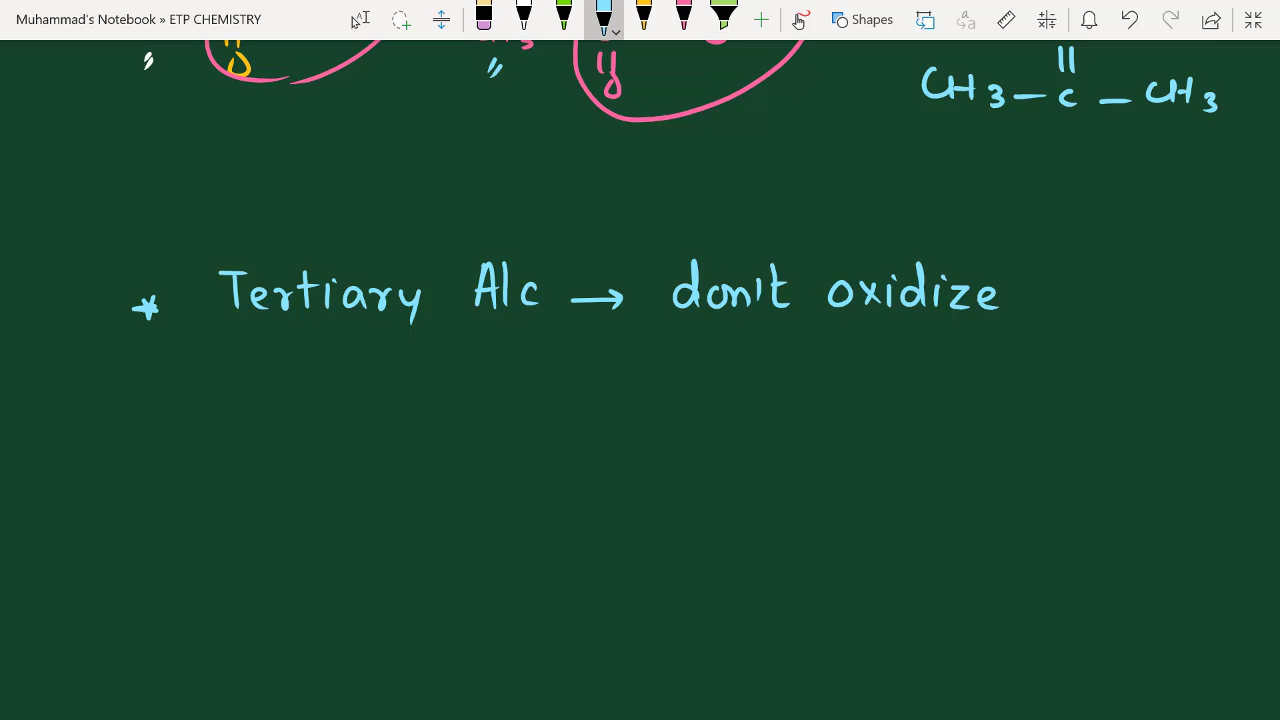 Muhammad's Notebook » ETP CHEMISTRY
Shapes
CH3 — C — CH3
* Tertiary Alc → don't oxidize